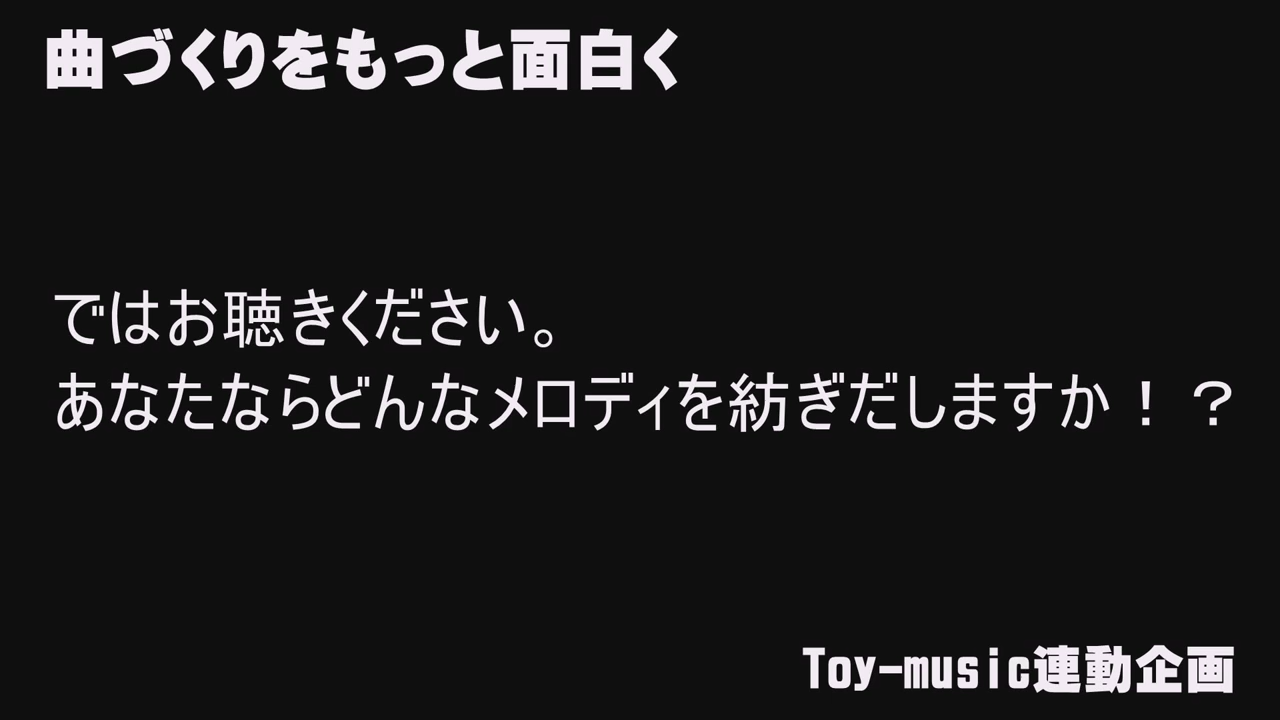 曲づくりをもっと面白く
ではお聴きください。
あなたならどんなメロディを紡ぎだしますか！？
Toy-music連動企画